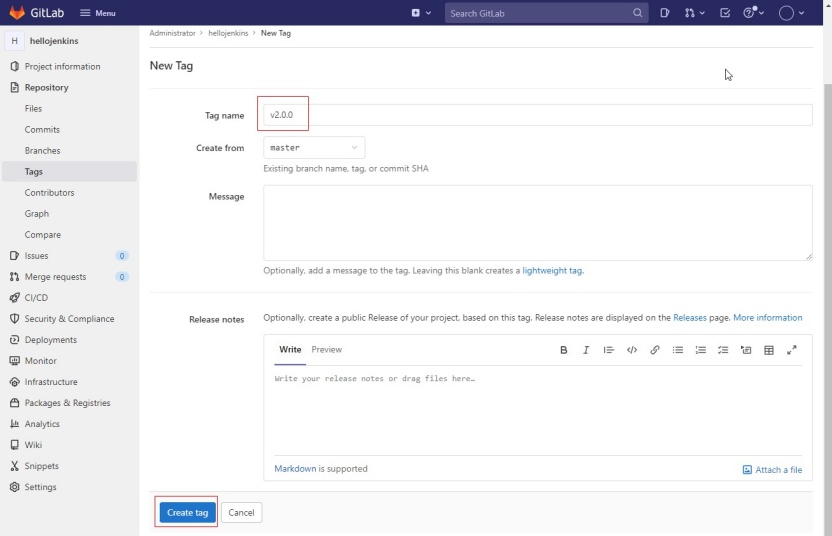 GitLab Menu Search GitLab
H hellojenkins
Administrator > hellojenkins > New Tag
Project information
Repository
Files
Commits
Branches
Tags
Contributors
Graph
Compare
Issues 0
Merge requests 0
CI/CD
Security & Compliance
Deployments
Monitor
Infrastructure
Packages & Registries
Analytics
Wiki
Snippets
Settings
New Tag
Tag name v2.0.0
Create from master
Existing branch name, tag, or commit SHA
Message
Optionally, add a message to the tag. Leaving this blank creates a lightweight tag.
Release notes Optionally, create a public Release of your project, based on this tag. Release notes are displayed on the Releases page. More information
Write Preview
Write your release notes or drag files here…
Markdown is supported Attach a file
Create tag Cancel